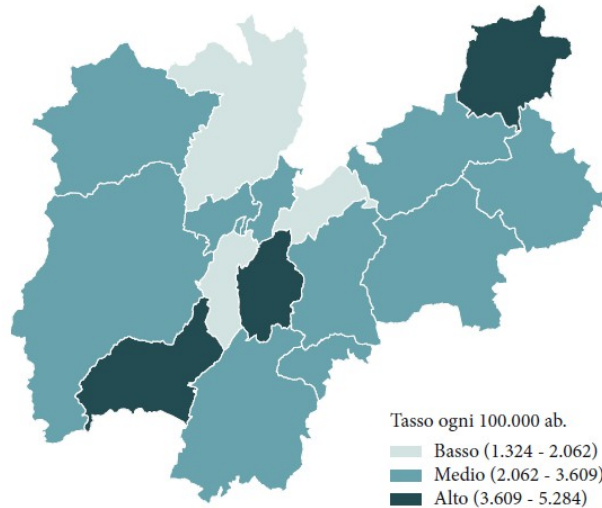 Tasso ogni 100.000 ab.
Basso (1.324 - 2.062)
Medio (2.062 - 3.609)
Alto (3.609 - 5.284)